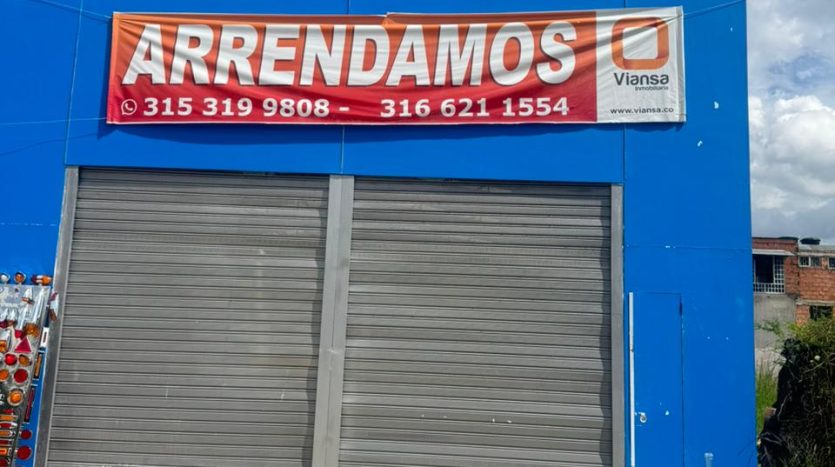 ARRENDAMOS
315 319 9808 - 316 621 1554
Viansa
Inmobiliaria
www.viansa.co